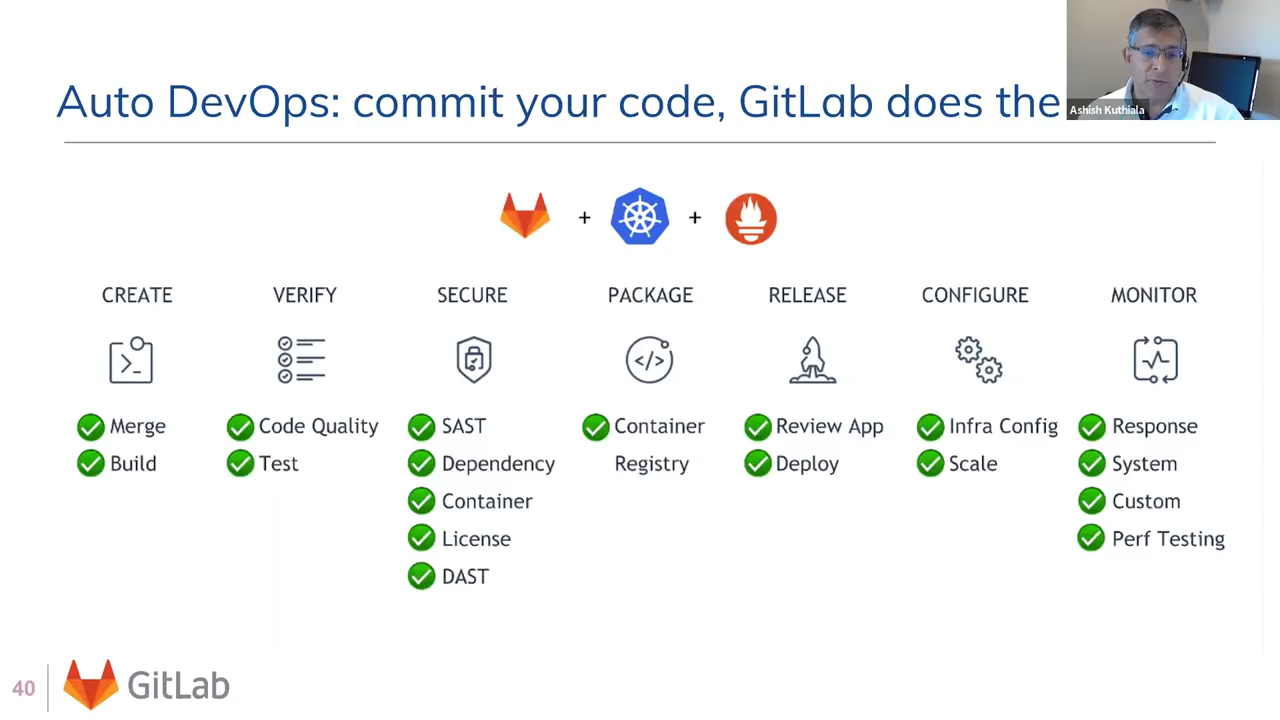 Auto DevOps: commit your code, GitLab does the
Ashish Kuthiala
+ +
CREATE VERIFY SECURE PACKAGE RELEASE CONFIGURE MONITOR
Merge Code Quality SAST Container Review App Infra Config Response
Build Test Dependency Registry Deploy Scale System
Container Custom
License Perf Testing
DAST
40 GitLab